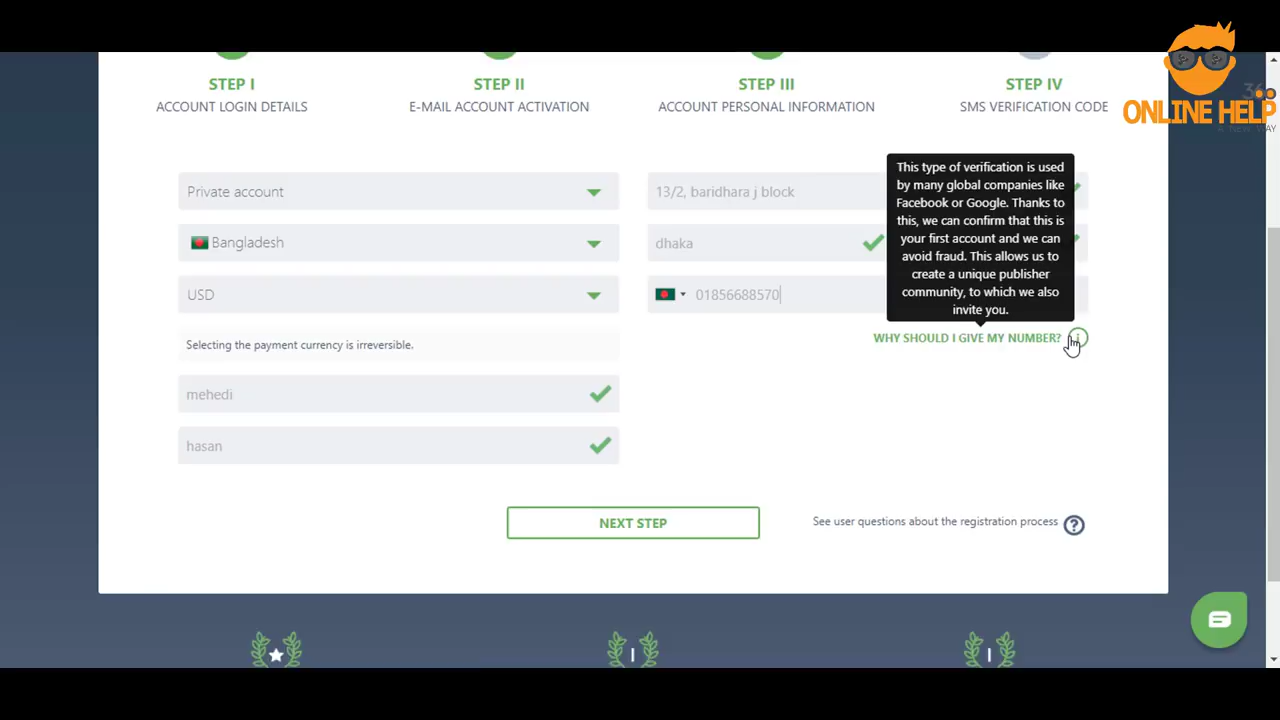 STEP I
STEP II
STEP III
STEP IV
ACCOUNT LOGIN DETAILS
E-MAIL ACCOUNT ACTIVATION
ACCOUNT PERSONAL INFORMATION
SMS VERIFICATION CODE
ONLINE HELP
Private account
Bangladesh
USD
Selecting the payment currency is irreversible.
mehedi
hasan
13/2, baridhara j block
dhaka
01856688570
This type of verification is used
by many global companies like
Facebook or Google. Thanks to
this, we can confirm that this is
your first account and we can
avoid fraud. This allows us to
create a unique publisher
community, to which we also
invite you.
WHY SHOULD I GIVE MY NUMBER? i
NEXT STEP
See user questions about the registration process ?
I
I